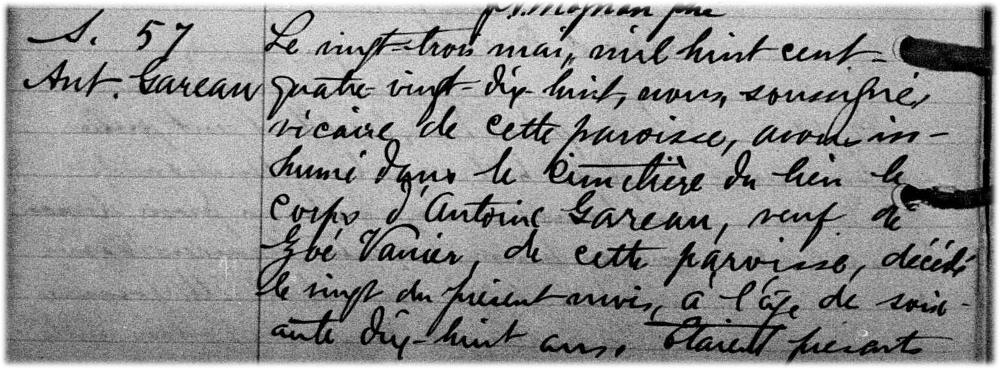 ptre
S. 57
Ant. Gareau
Le vingt-trois mai, mil huit cent-
quatre-vingt-dix-huit, nous, soussigné,
vicaire de cette paroisse, avons in-
humé dans le cimetière du lieu le
corps d'Antoine Gareau, veuf de
Zoé Vanier, de cette paroisse, décédé
le vingt du présent mois, à l'âge de soix-
ante dix-huit ans. Etaient présents